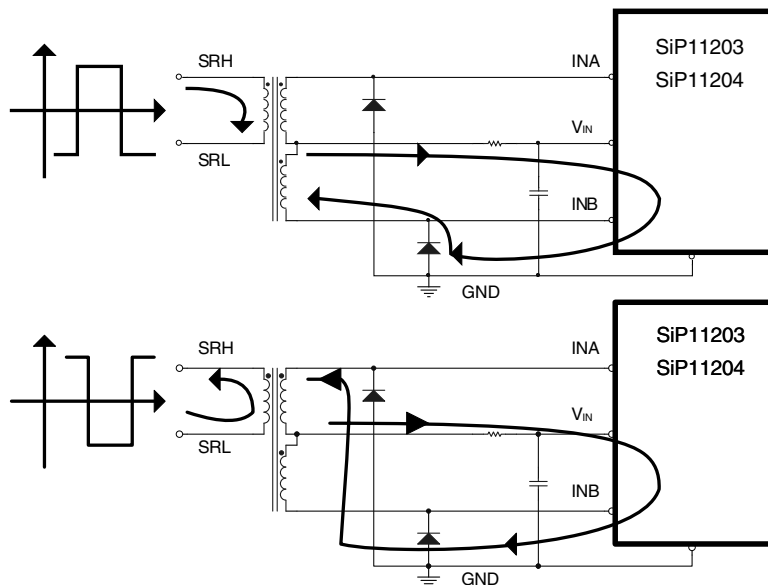 SRH
INA
SiP11203
SiP11204
SRL
VIN
INB
GND
SRH
INA
SiP11203
SiP11204
SRL
VIN
INB
GND